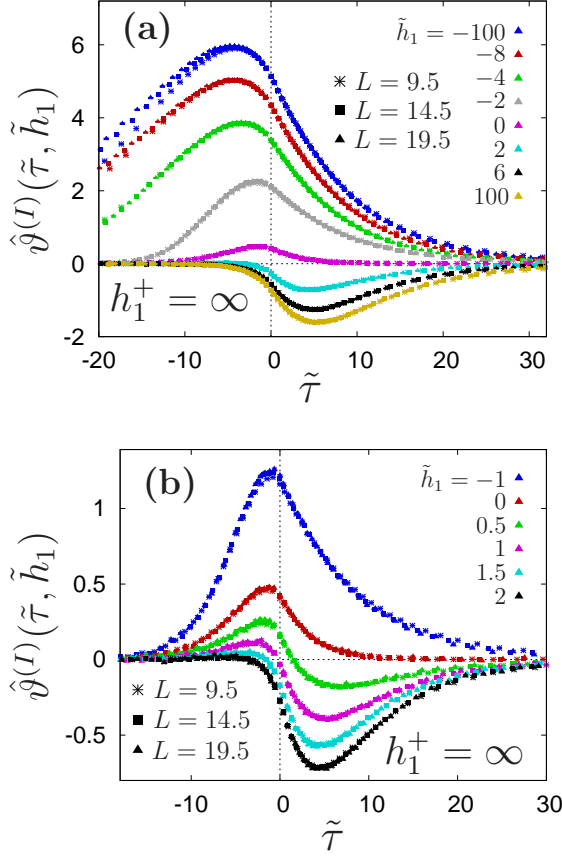 (a)
h̃₁ = −100
−8
−4
−2
0
2
6
100
∗ L = 9.5
■ L = 14.5
▲ L = 19.5
h₁⁺ = ∞
6
4
2
0
-2
-20 -10 0 10 20 30
τ̃
ϑ̂⁽ᴵ⁾(τ̃, h̃₁)
(b)
h̃₁ = −1
0
0.5
1
1.5
2
∗ L = 9.5
■ L = 14.5
▲ L = 19.5
h₁⁺ = ∞
1
0.5
0
-0.5
-10 0 10 20 30
τ̃
ϑ̂⁽ᴵ⁾(τ̃, h̃₁)